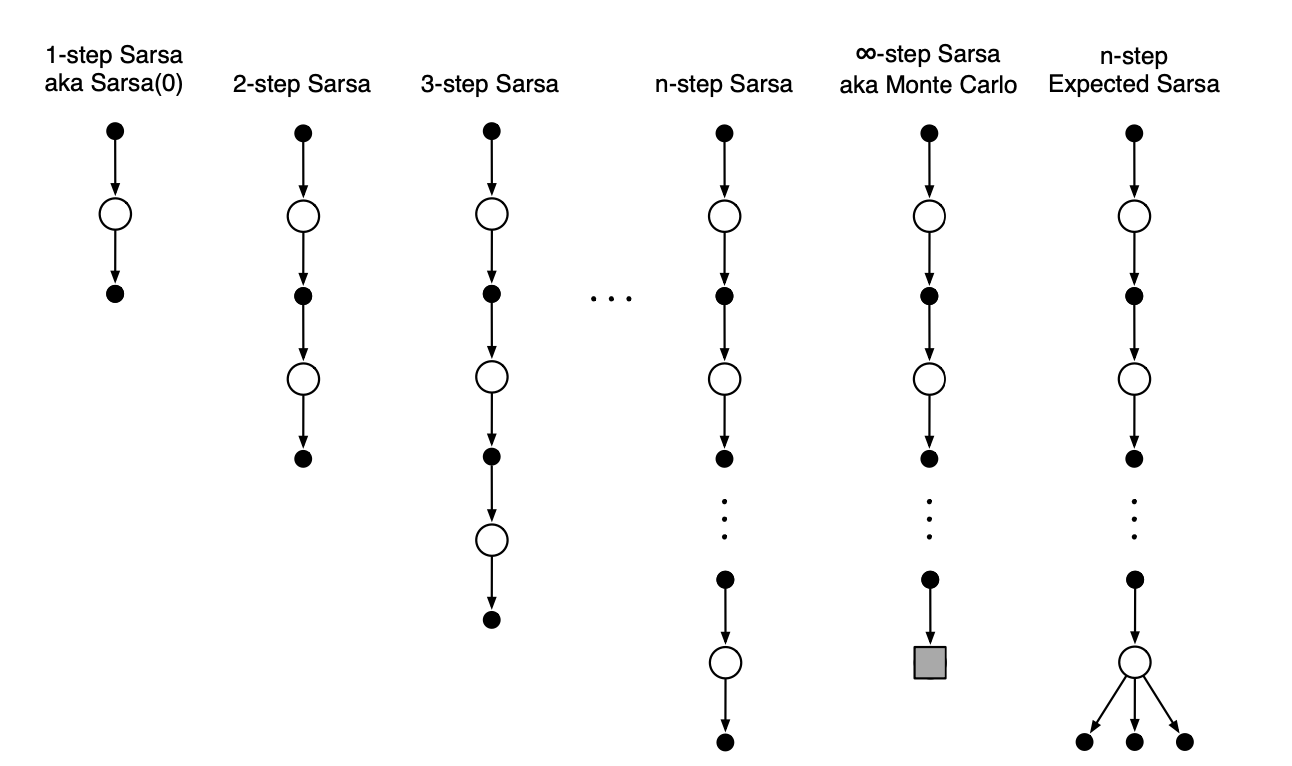 1-step Sarsa
aka Sarsa(0)
2-step Sarsa
3-step Sarsa
. . .
n-step Sarsa
∞-step Sarsa
aka Monte Carlo
n-step
Expected Sarsa